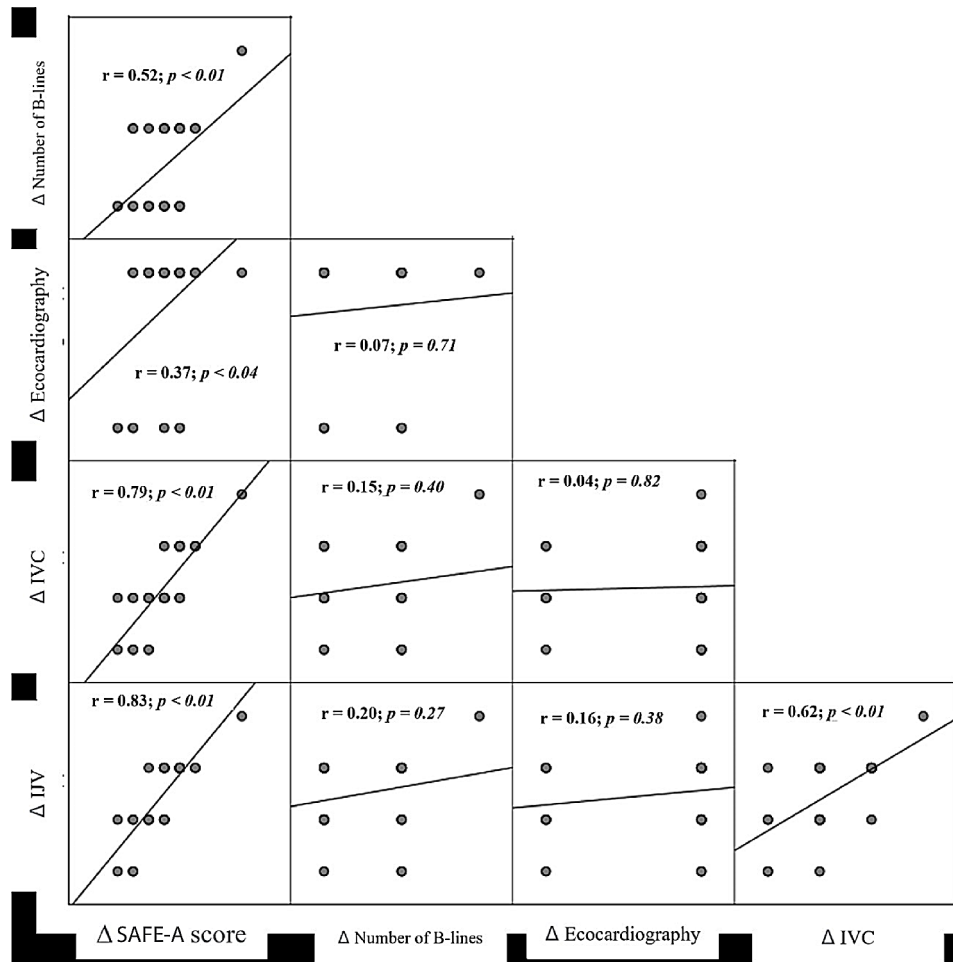 Δ Number of B-lines
r = 0.52; p < 0.01
Δ Ecocardiography
r = 0.37; p < 0.04
r = 0.07; p = 0.71
Δ IVC
r = 0.79; p < 0.01
r = 0.15; p = 0.40
r = 0.04; p = 0.82
Δ IJV
r = 0.83; p < 0.01
r = 0.20; p = 0.27
r = 0.16; p = 0.38
r = 0.62; p < 0.01
Δ SAFE-A score
Δ Number of B-lines
Δ Ecocardiography
Δ IVC